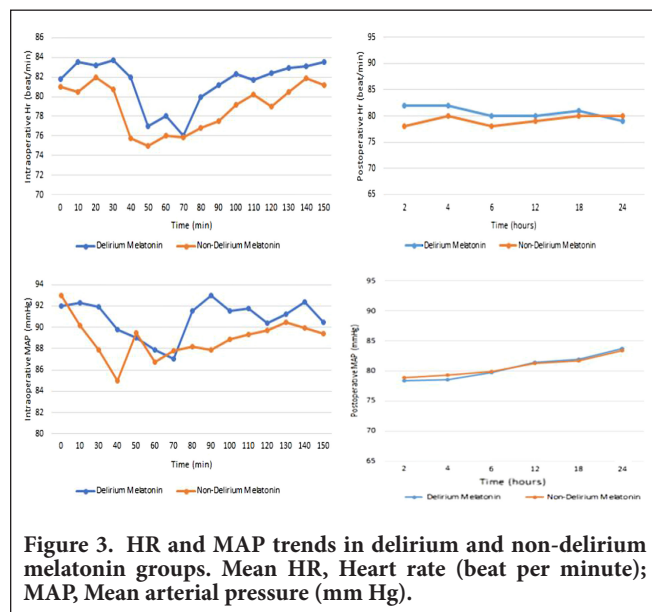 Intraoperative Hr (beat/min)
86
84
82
80
78
76
74
72
70
0 10 20 30 40 50 60 70 80 90 100 110 120 130 140 150
Time (min)
Delirium Melatonin Non-Delirium Melatonin
Postoperative Hr (beat/min)
95
90
85
80
75
70
65
2 4 6 12 18 24
Time (hours)
Delirium Melatonin Non-Delirium Melatonin
Intraoperative MAP (mmHg)
94
92
90
88
86
84
82
80
0 10 20 30 40 50 60 70 80 90 100 110 120 130 140 150
Time (min)
Delirium Melatonin Non-Delirium Melatonin
Postoperative MAP (mmHg)
95
90
85
80
75
70
65
2 4 6 12 18 24
Time (hours)
Delirium Melatonin Non-Delirium Melatonin
Figure 3. HR and MAP trends in delirium and non-delirium
melatonin groups. Mean HR, Heart rate (beat per minute);
MAP, Mean arterial pressure (mm Hg).